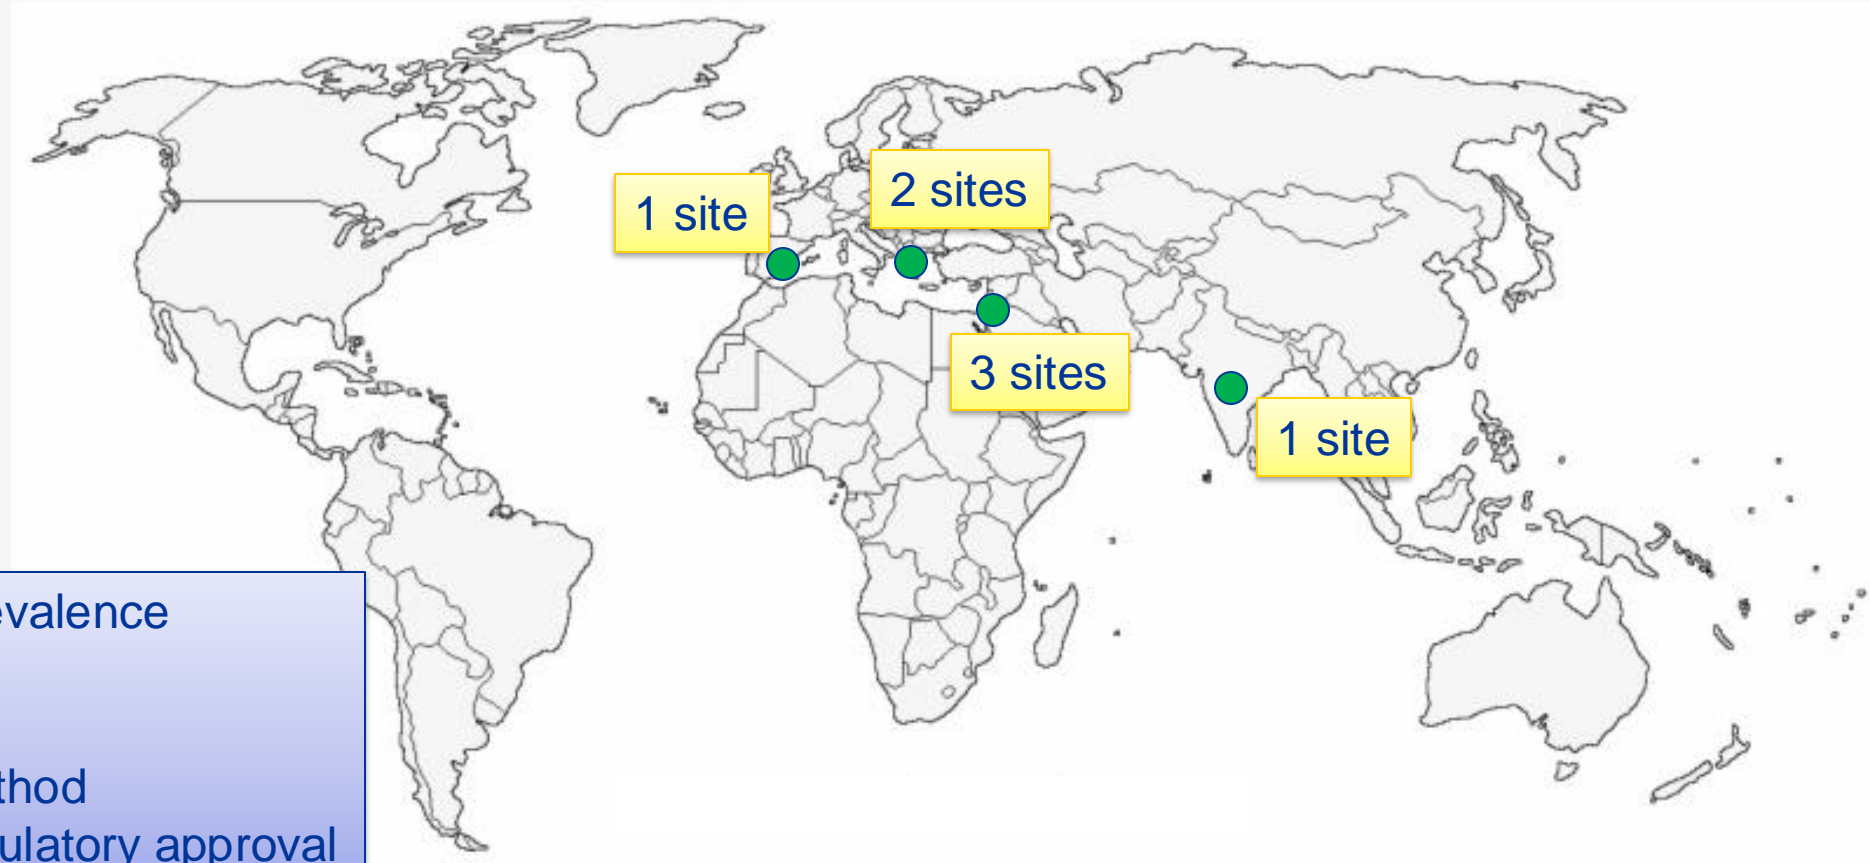 2 sites
1 site
3 sites
1 site
evalence
thod
ulatory approval